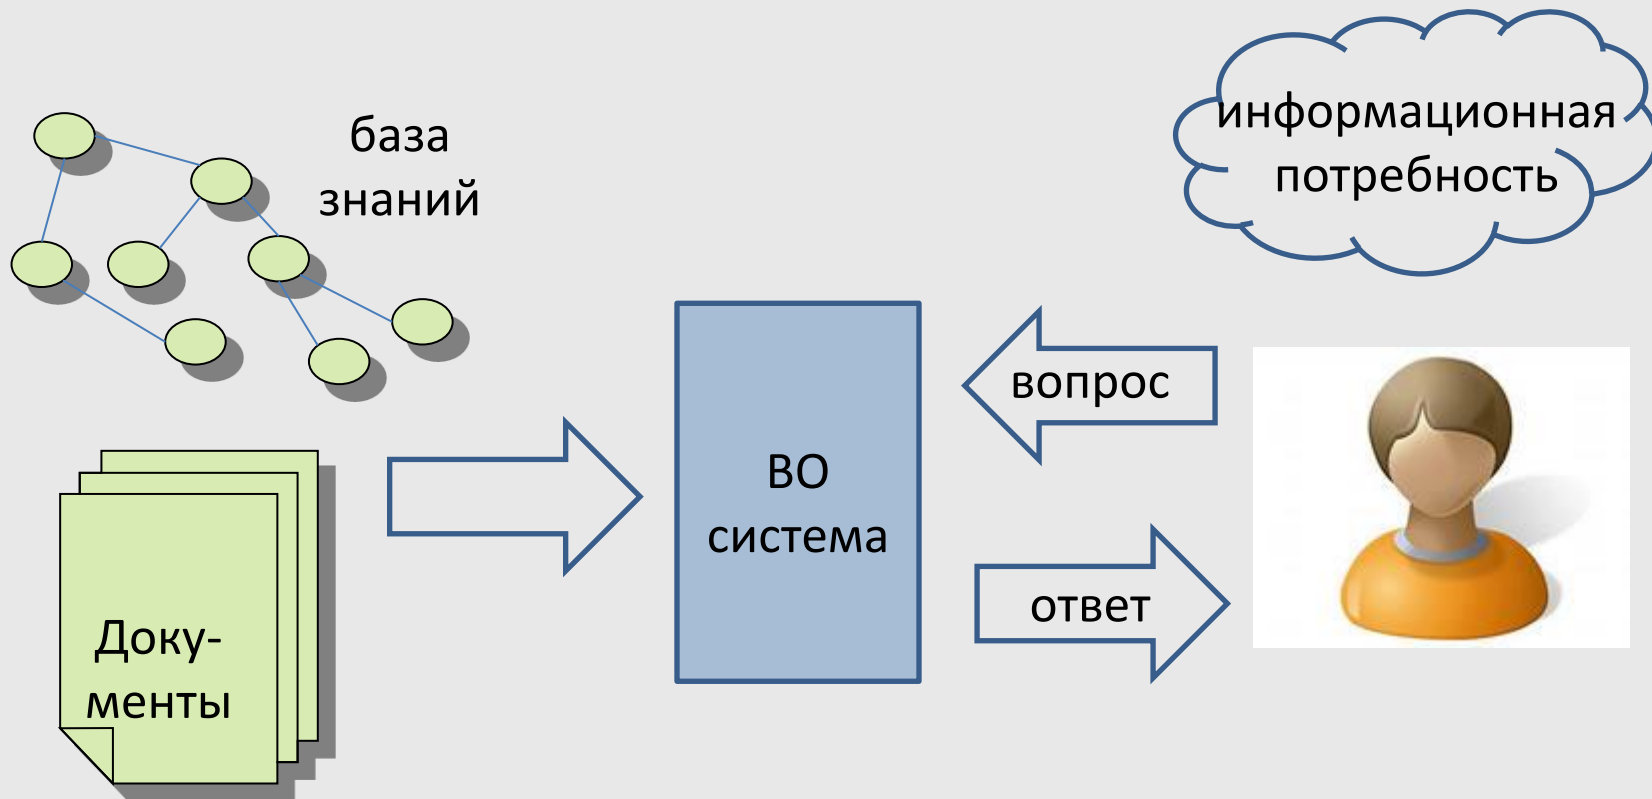 база
знаний
информационная
потребность
вопрос
ВО
система
ответ
Доку-
менты